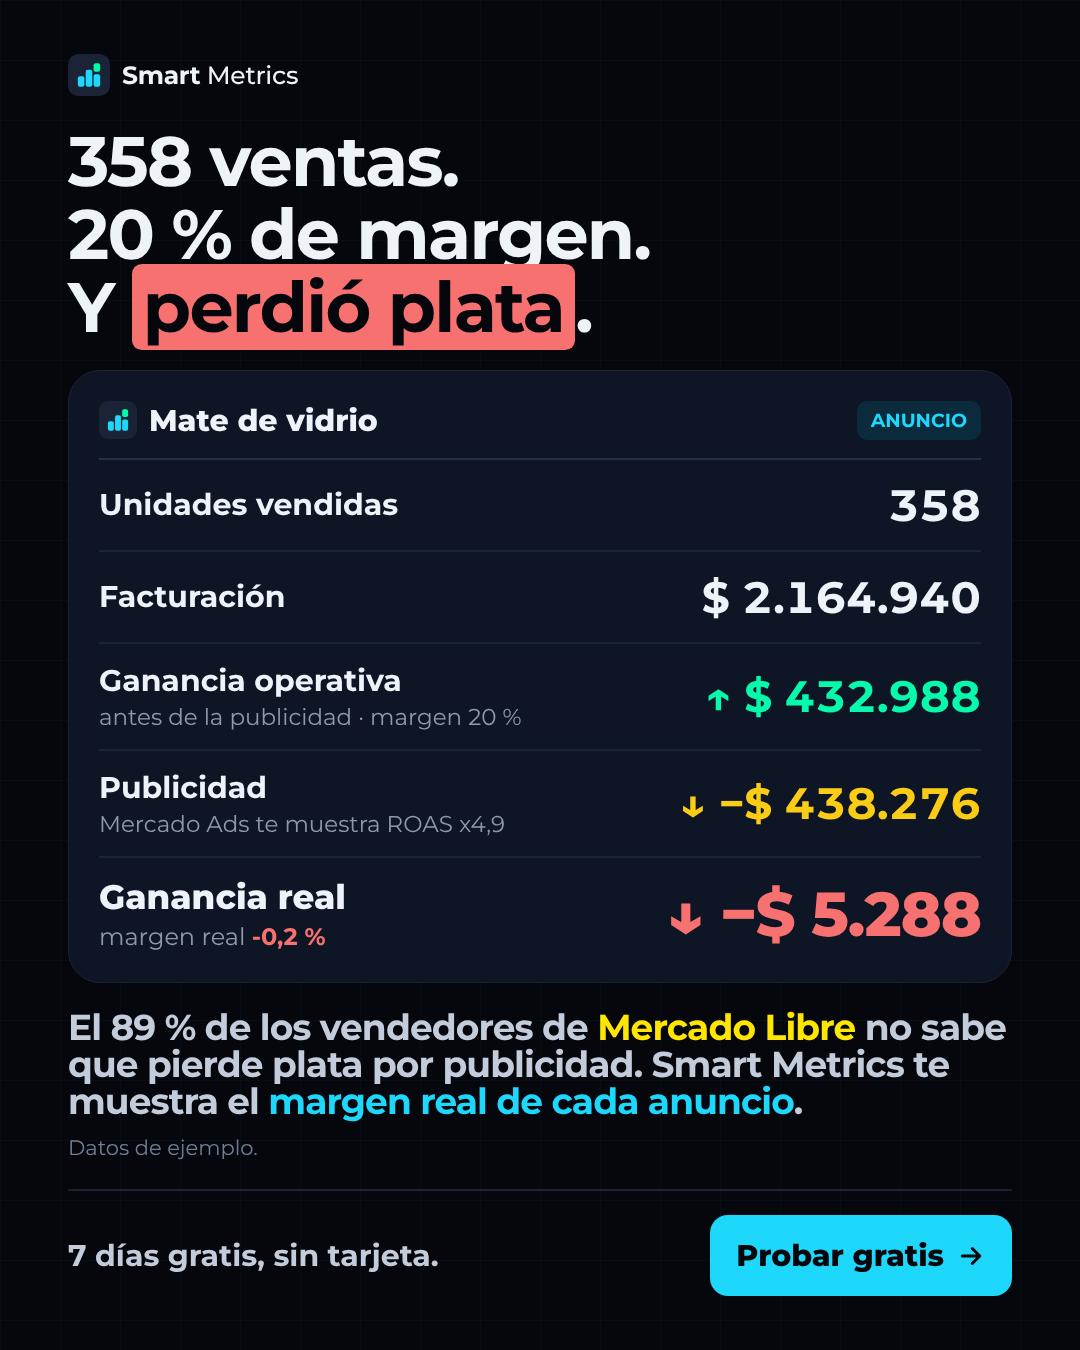 Smart Metrics
358 ventas.
20 % de margen.
Y perdió plata.
Mate de vidrio
ANUNCIO
Unidades vendidas
358
Facturación
$ 2.164.940
Ganancia operativa
antes de la publicidad · margen 20 %
↑ $ 432.988
Publicidad
Mercado Ads te muestra ROAS x4,9
↓ −$ 438.276
Ganancia real
margen real -0,2 %
↓ −$ 5.288
El 89 % de los vendedores de Mercado Libre no sabe
que pierde plata por publicidad. Smart Metrics te
muestra el margen real de cada anuncio.
Datos de ejemplo.
7 días gratis, sin tarjeta.
Probar gratis →